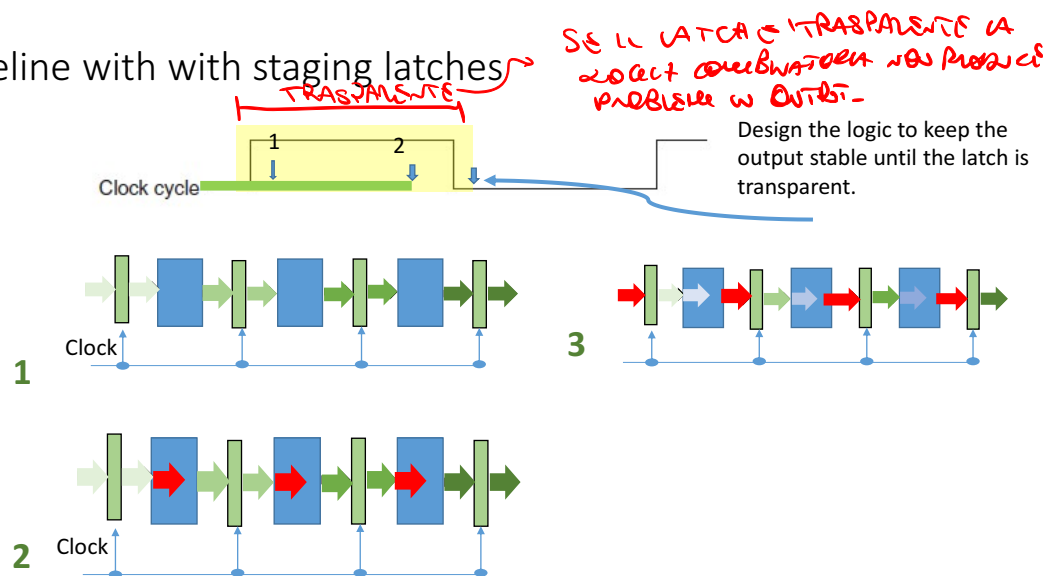 eline with with staging latches
SE IL LATCH È TRASPARENTE LA
LOGICA COMBINATORIA NON PRODUCE
PROBLEMI IN OUTPUT-
TRASPARENTE
1
2
Clock cycle
Design the logic to keep the
output stable until the latch is
transparent.
Clock
1
3
Clock
2